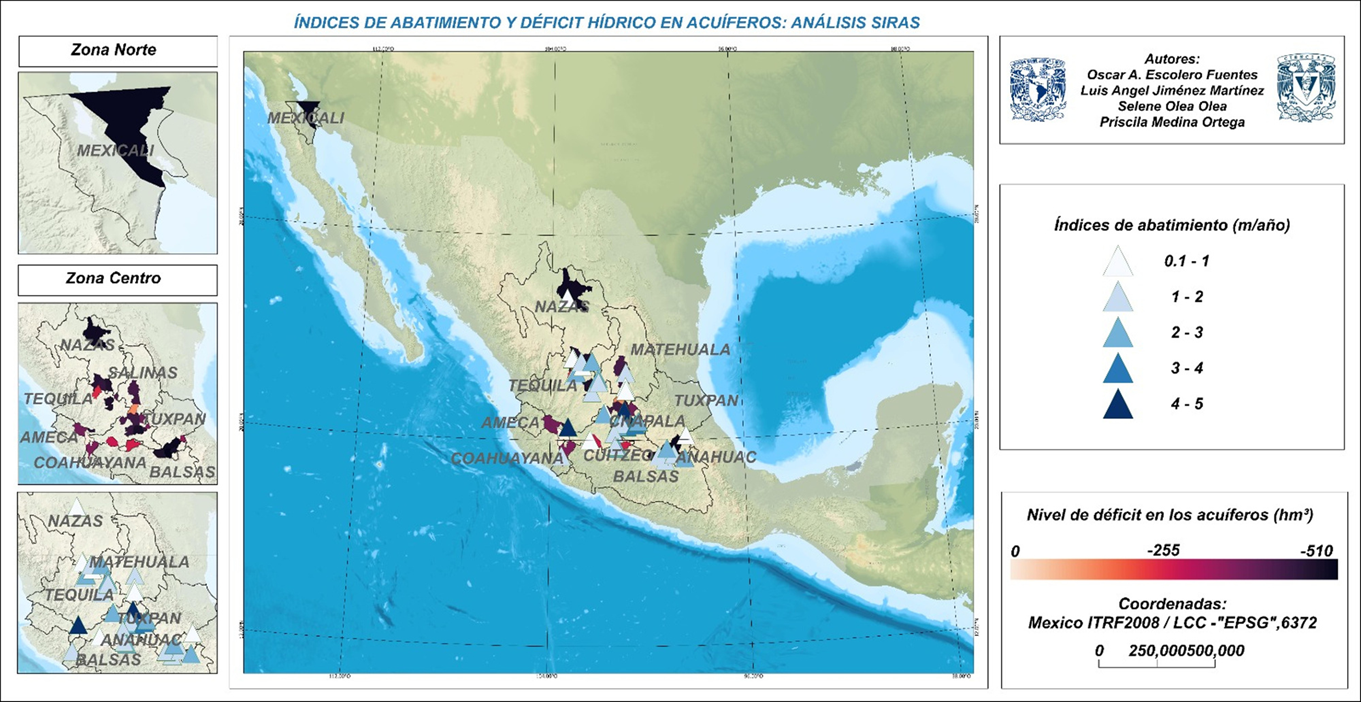 ÍNDICES DE ABATIMIENTO Y DÉFICIT HÍDRICO EN ACUÍFEROS: ANÁLISIS SIRAS
Zona Norte
MEXICALI
Zona Centro
NAZAS
SALINAS
TEQUILA
TUXPAN
AMECA
COAHUAYANA
BALSAS
NAZAS
MATEHUALA
TEQUILA
TUXPAN
ANAHUAC
BALSAS
MEXICALI
NAZAS
MATEHUALA
TEQUILA
TUXPAN
AMECA
CHAPALA
COAHUAYANA
CUITZEO
ANAHUAC
BALSAS
Autores:
Oscar A. Escolero Fuentes
Luis Angel Jiménez Martínez
Selene Olea Olea
Priscila Medina Ortega
Índices de abatimiento (m/año)
0.1 - 1
1 - 2
2 - 3
3 - 4
4 - 5
Nivel de déficit en los acuíferos (hm³)
0 -255 -510
Coordenadas:
Mexico ITRF2008 / LCC -"EPSG",6372
0 250,000500,000